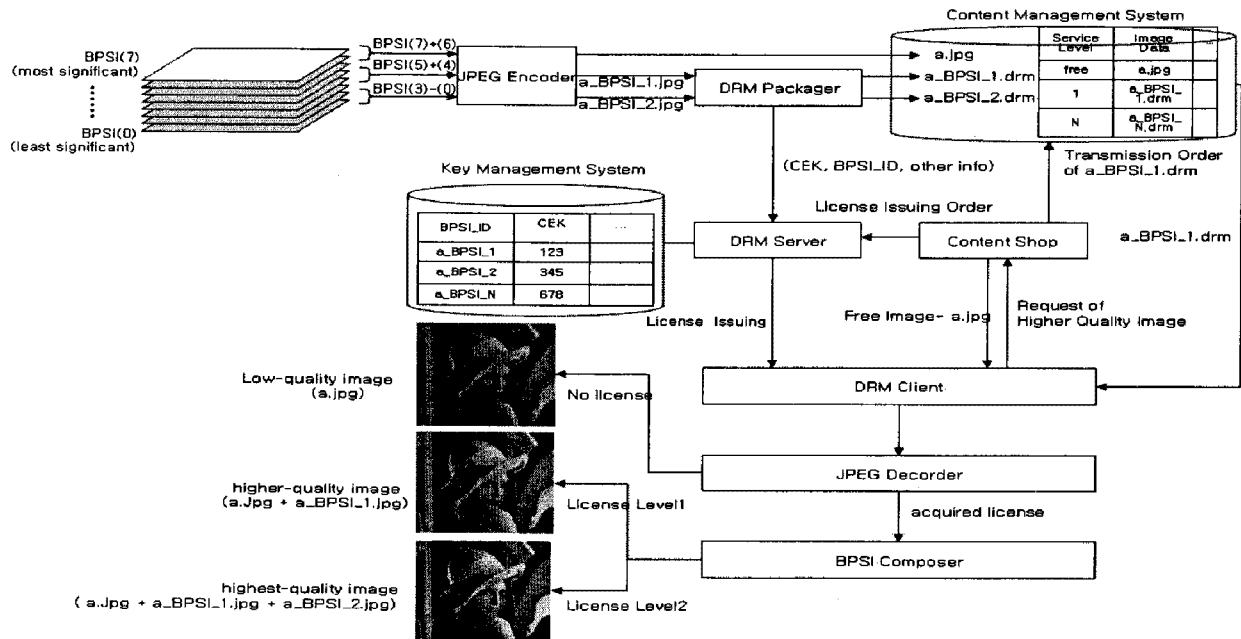 Content Management System
BPSI(7)
(most significant)
BPSI(0)
(least significant)
BPSI(7)+(6)
BPSI(5)+(4)
BPSI(3)-(0)
JPEG Encoder
a_BPSI_1.jpg
a_BPSI_2.jpg
DRM Packager
a.jpg
a_BPSI_1.drm
a_BPSI_2.drm
Service Level
Image Data
free
a.jpg
1
a_BPSI_
1.drm
N
a_BPSI_
N.drm
(CEK, BPSI_ID, other info)
Transmission Order
of a_BPSI_1.drm
Key Management System
BPSI_ID
CEK
...
a_BPSI_1
123
a_BPSI_2
345
a_BPSI_N
678
License Issuing Order
DRM Server
Content Shop
a_BPSI_1.drm
License Issuing
Free Image- a.jpg
Request of
Higher Quality Image
DRM Client
Low-quality image
(a.jpg)
No license
JPEG Decorder
higher-quality image
(a.Jpg + a_BPSI_1.jpg)
License Level1
acquired license
BPSI Composer
highest-quality image
( a.Jpg + a_BPSI_1.jpg + a_BPSI_2.jpg)
License Level2